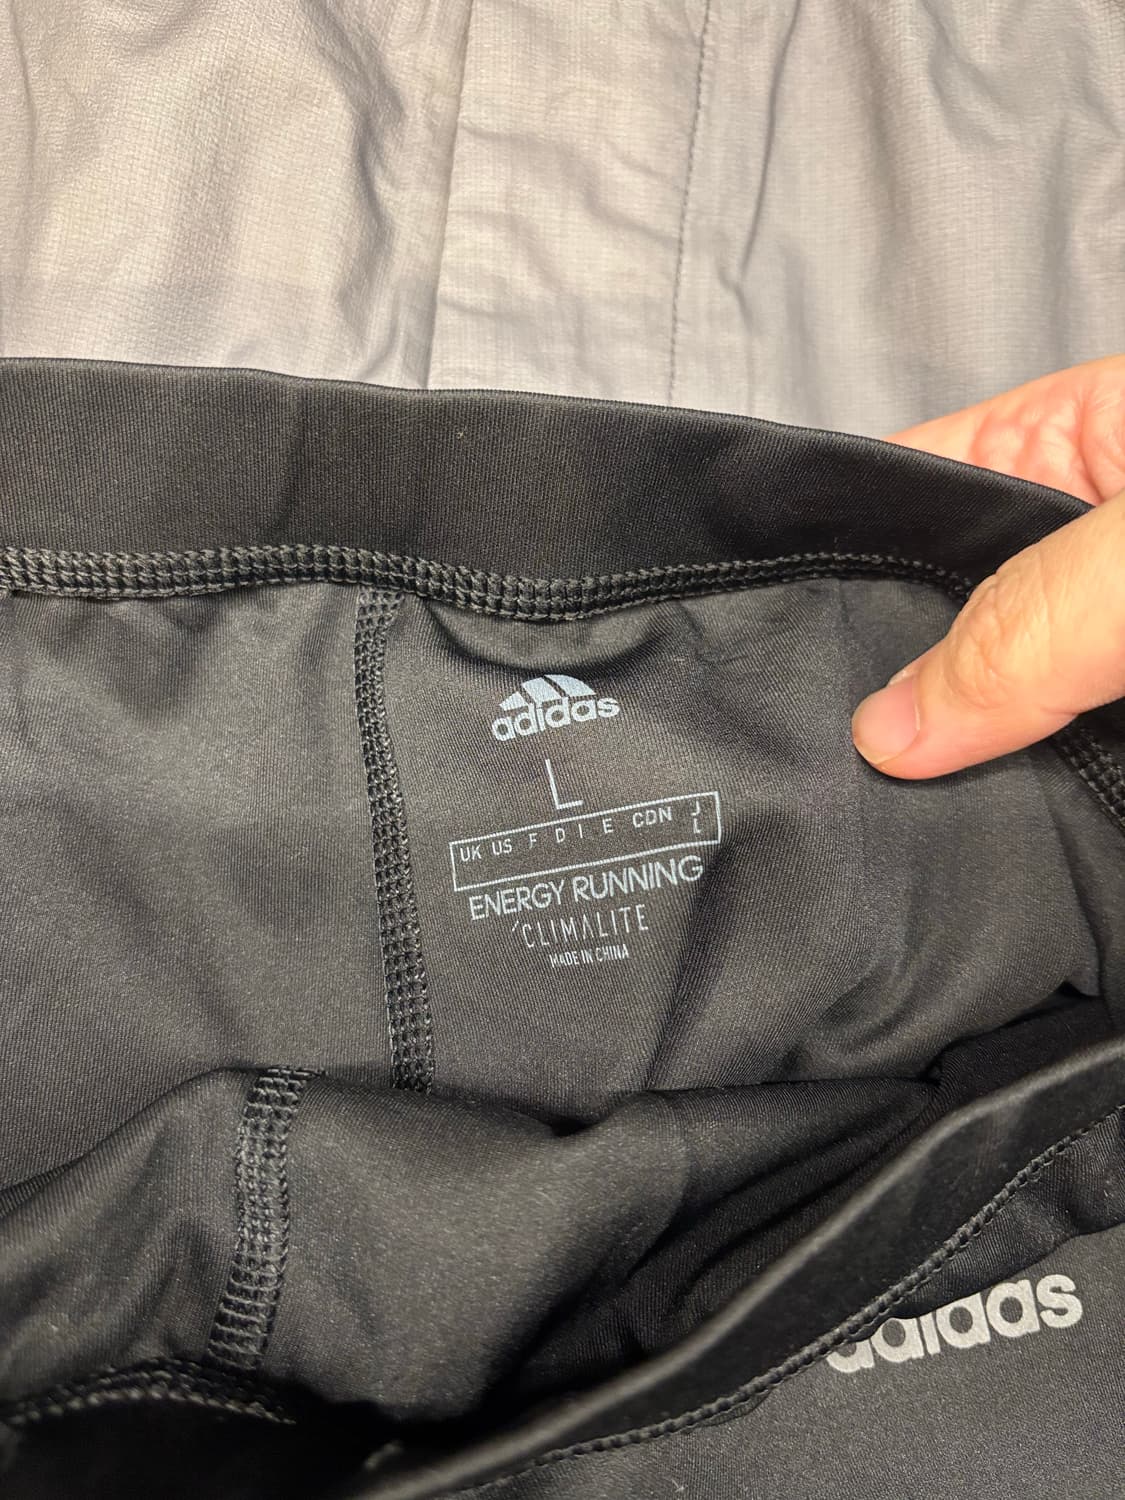 adidas
L
UK US F D I E CDN J
L
ENERGY RUNNING
CLIMALITE
MADE IN CHINA
adidas